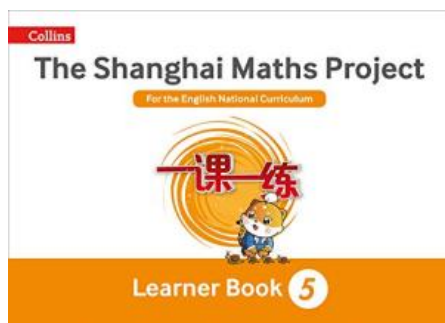 Collins
The Shanghai Maths Project
For the English National Curriculum
一课一练
Learner Book 5